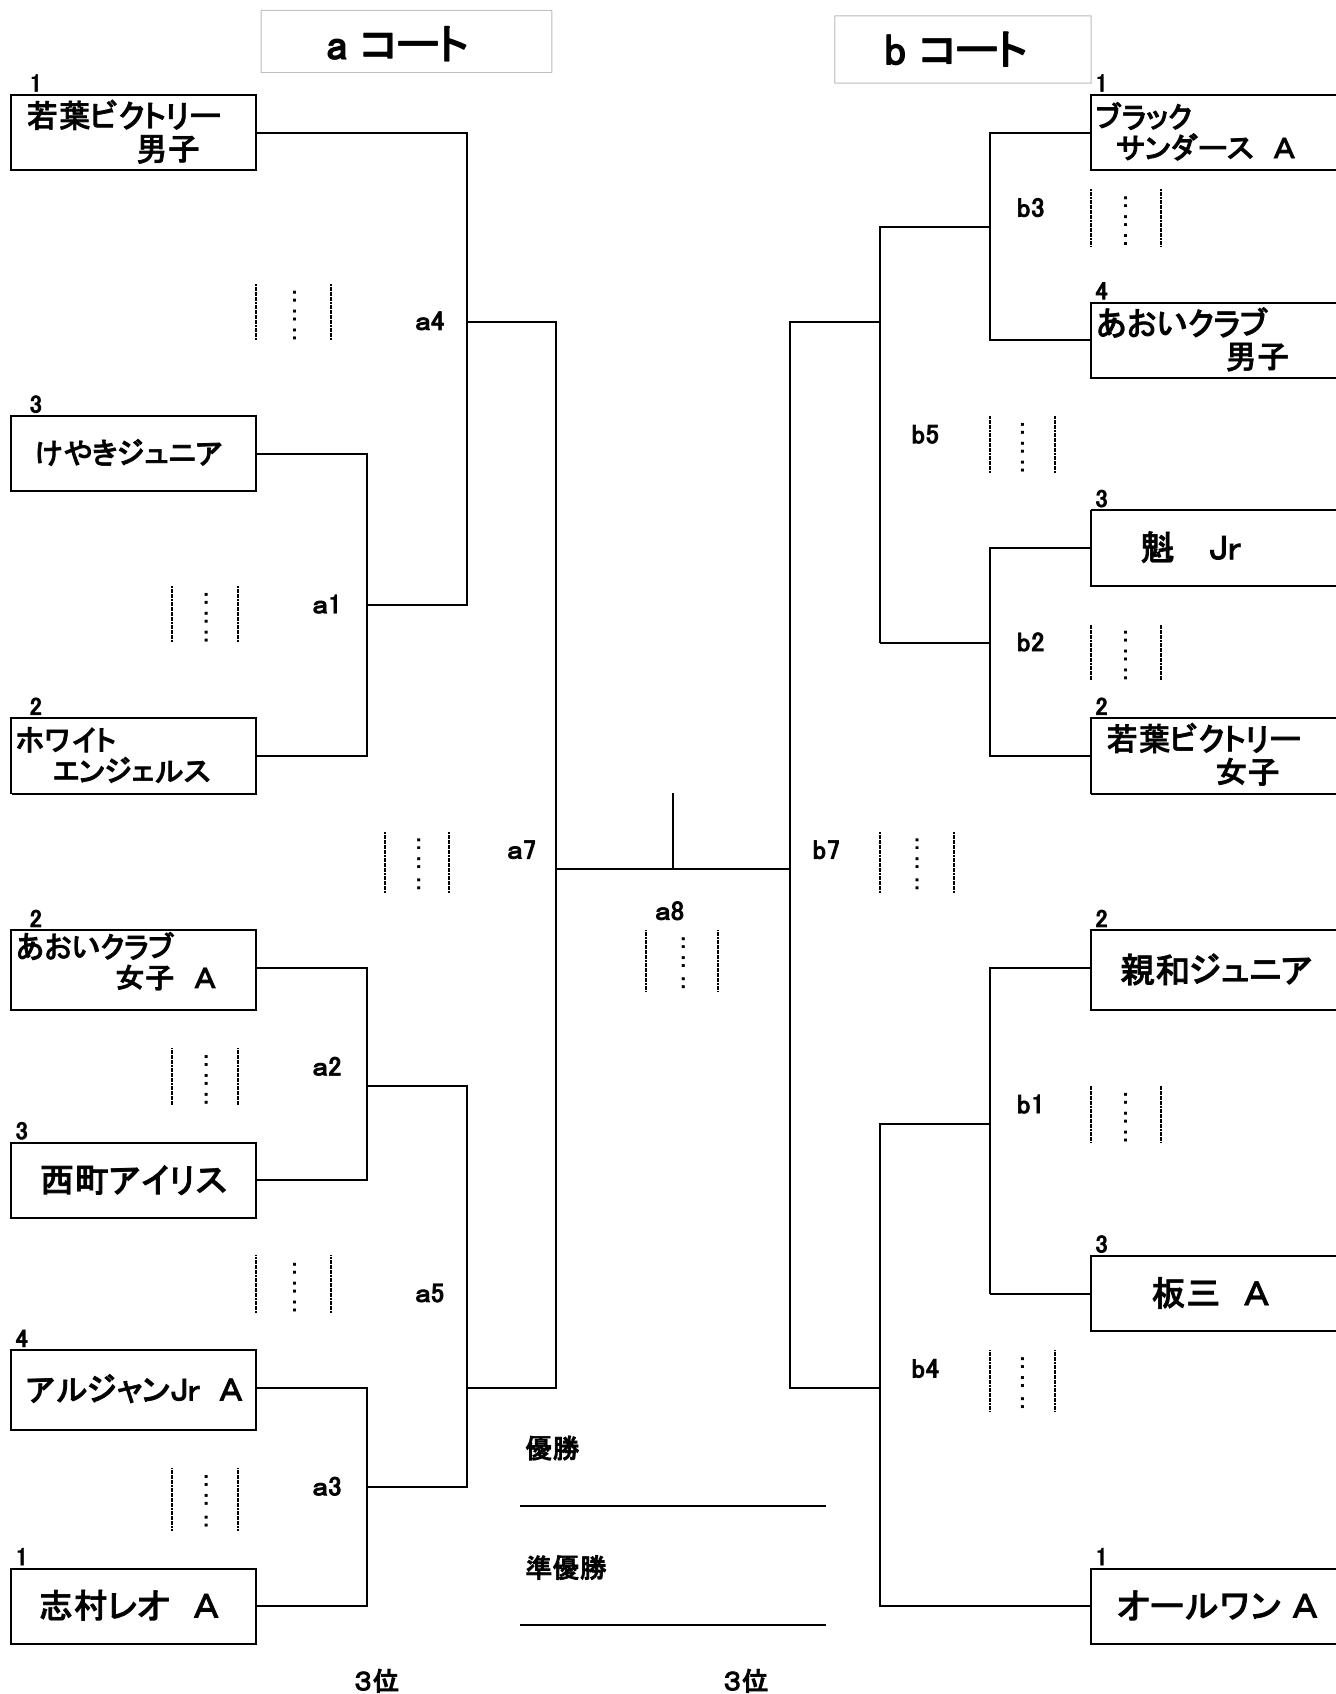 a コート
b コート
1
若葉ビクトリー
男子
a4
3
けやきジュニア
a1
2
ホワイト
エンジェルス
a7
2
あおいクラブ
女子 A
a2
3
西町アイリス
a5
4
アルジャンJr A
a3
1
志村レオ A
a8
1
ブラック
サンダース A
b3
4
あおいクラブ
男子
b5
3
魁 Jr
b2
2
若葉ビクトリー
女子
b7
2
親和ジュニア
b1
3
板三 A
b4
1
オールワン A
優勝
準優勝
3位
3位